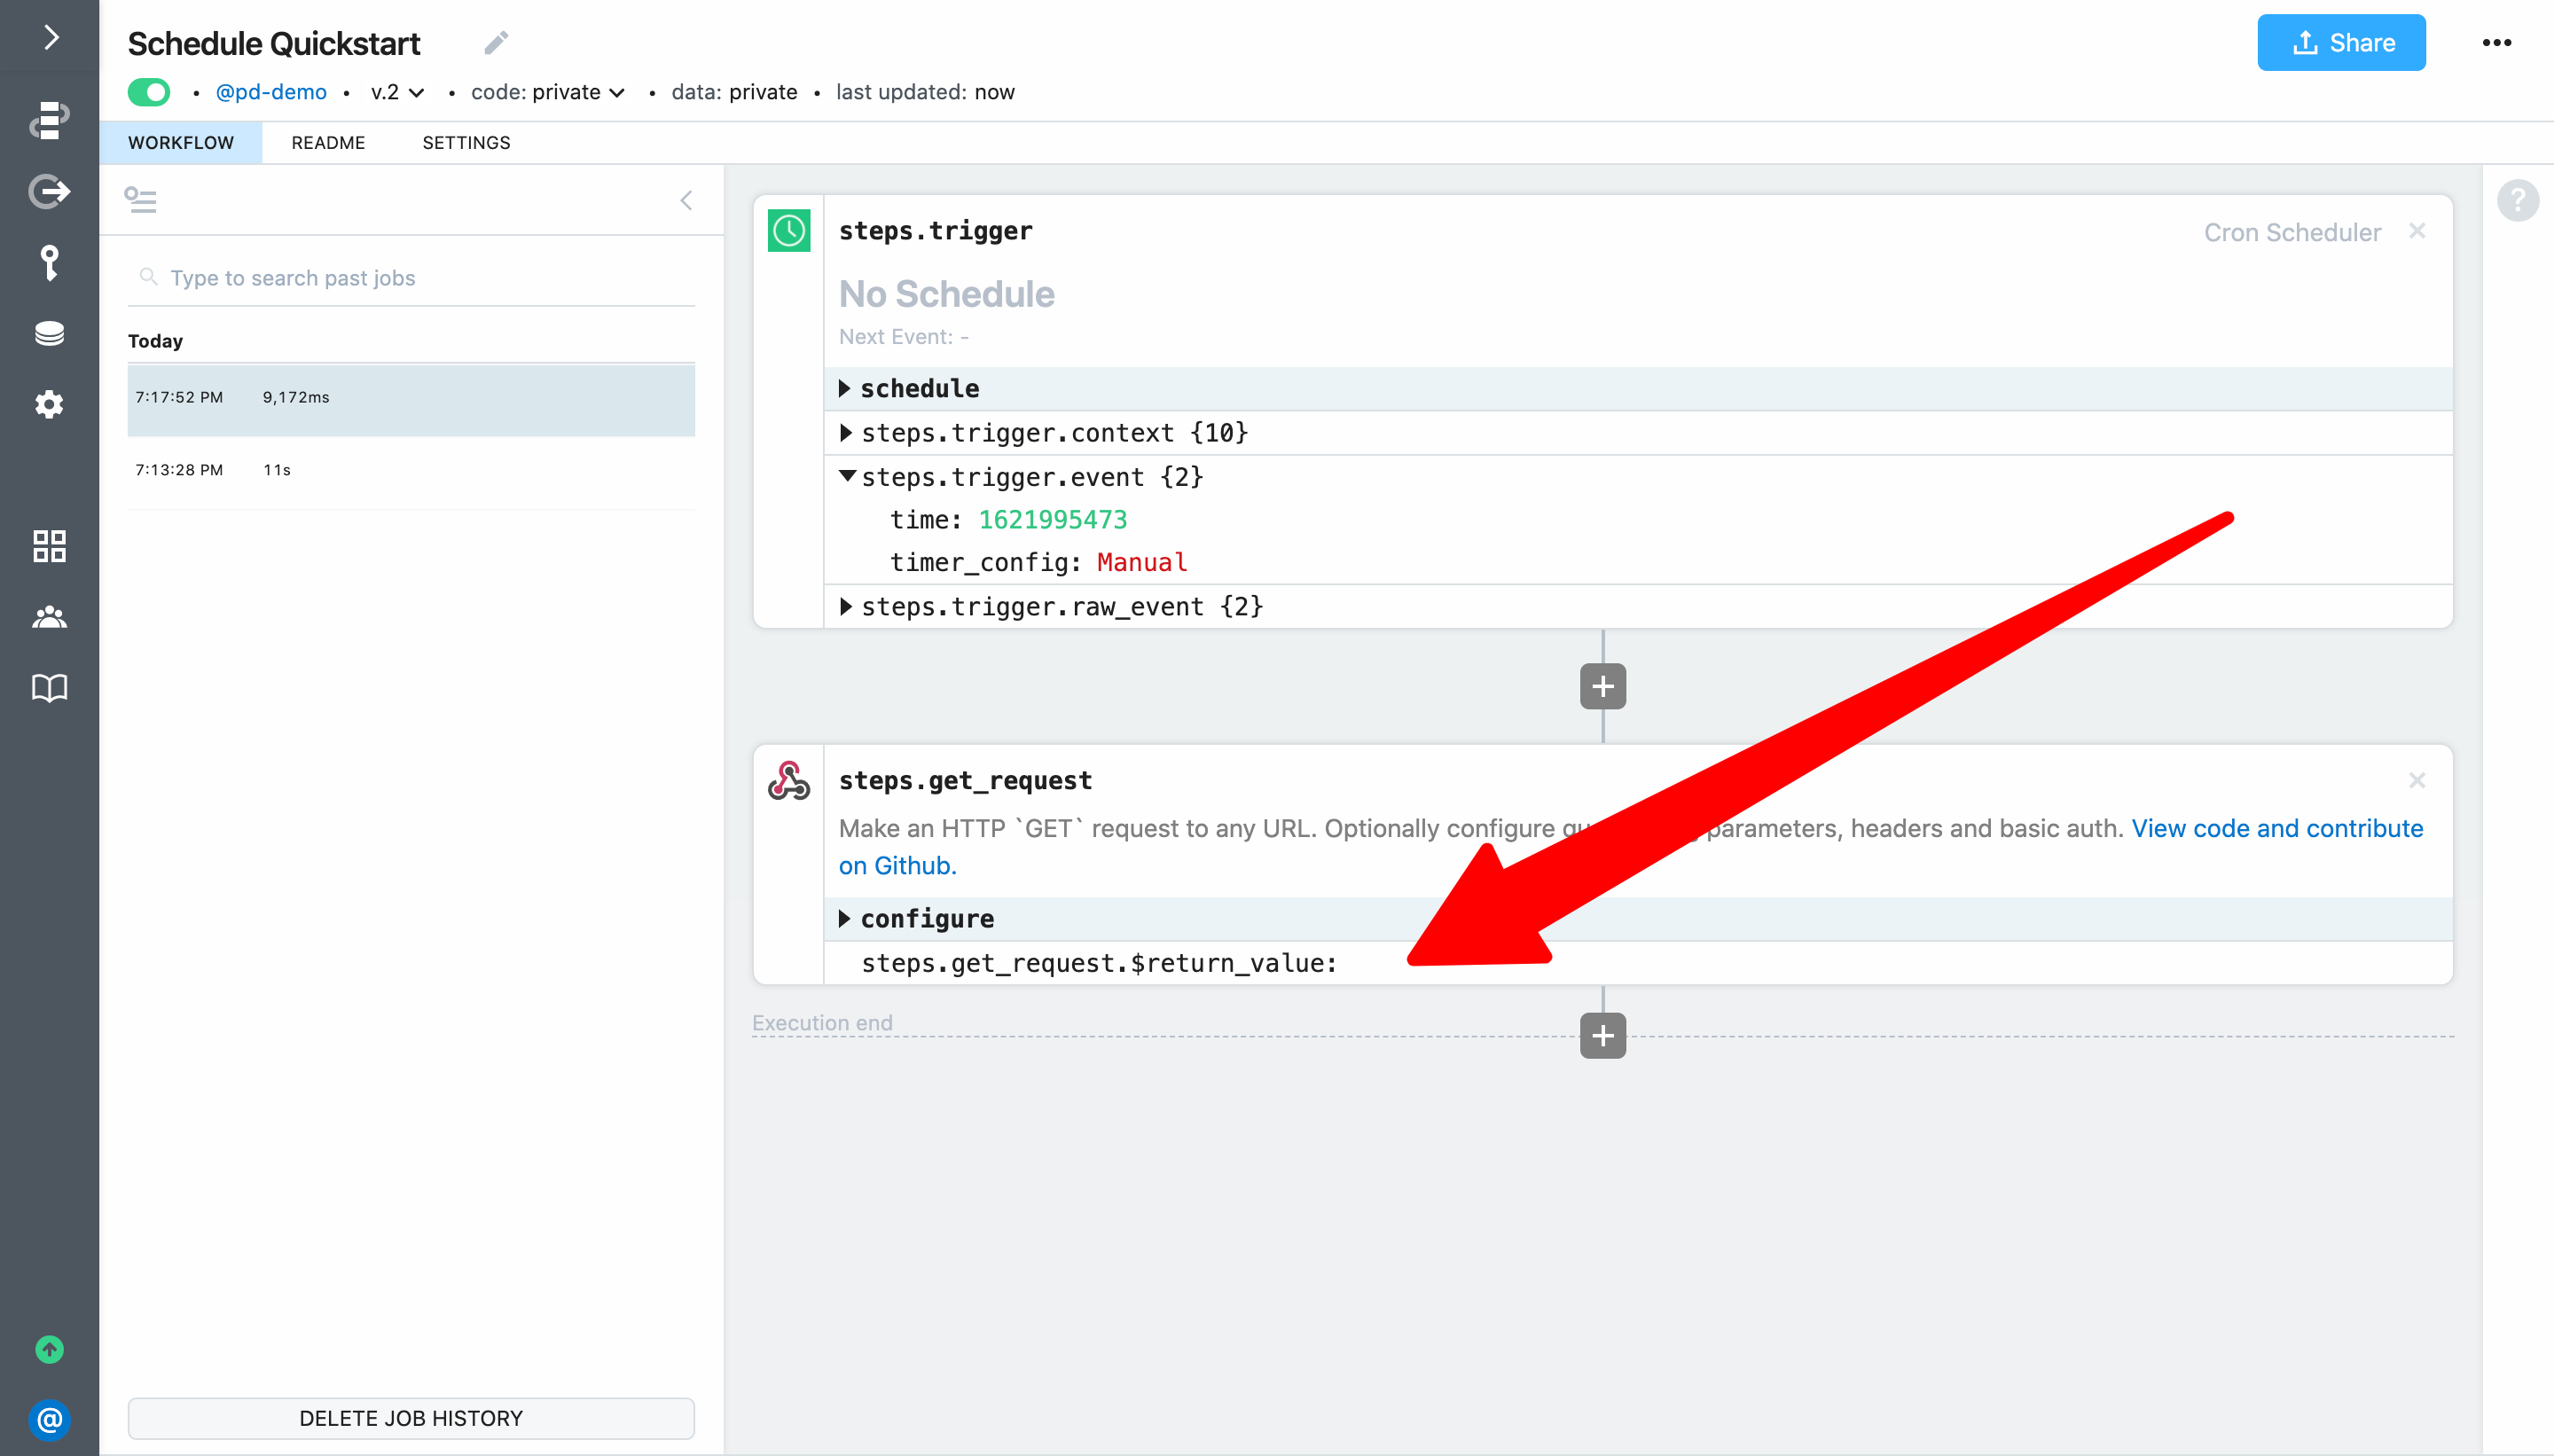 Schedule Quickstart
Share
• @pd-demo • v.2 • code: private • data: private • last updated: now
WORKFLOW README SETTINGS
Type to search past jobs
Today
7:17:52 PM 9,172ms
7:13:28 PM 11s
DELETE JOB HISTORY
steps.trigger
Cron Scheduler
No Schedule
Next Event: -
schedule
steps.trigger.context {10}
steps.trigger.event {2}
time: 1621995473
timer_config: Manual
steps.trigger.raw_event {2}
steps.get_request
Make an HTTP `GET` request to any URL. Optionally configure parameters, headers and basic auth. View code and contribute
on Github.
configure
steps.get_request.$return_value:
Execution end
?
@